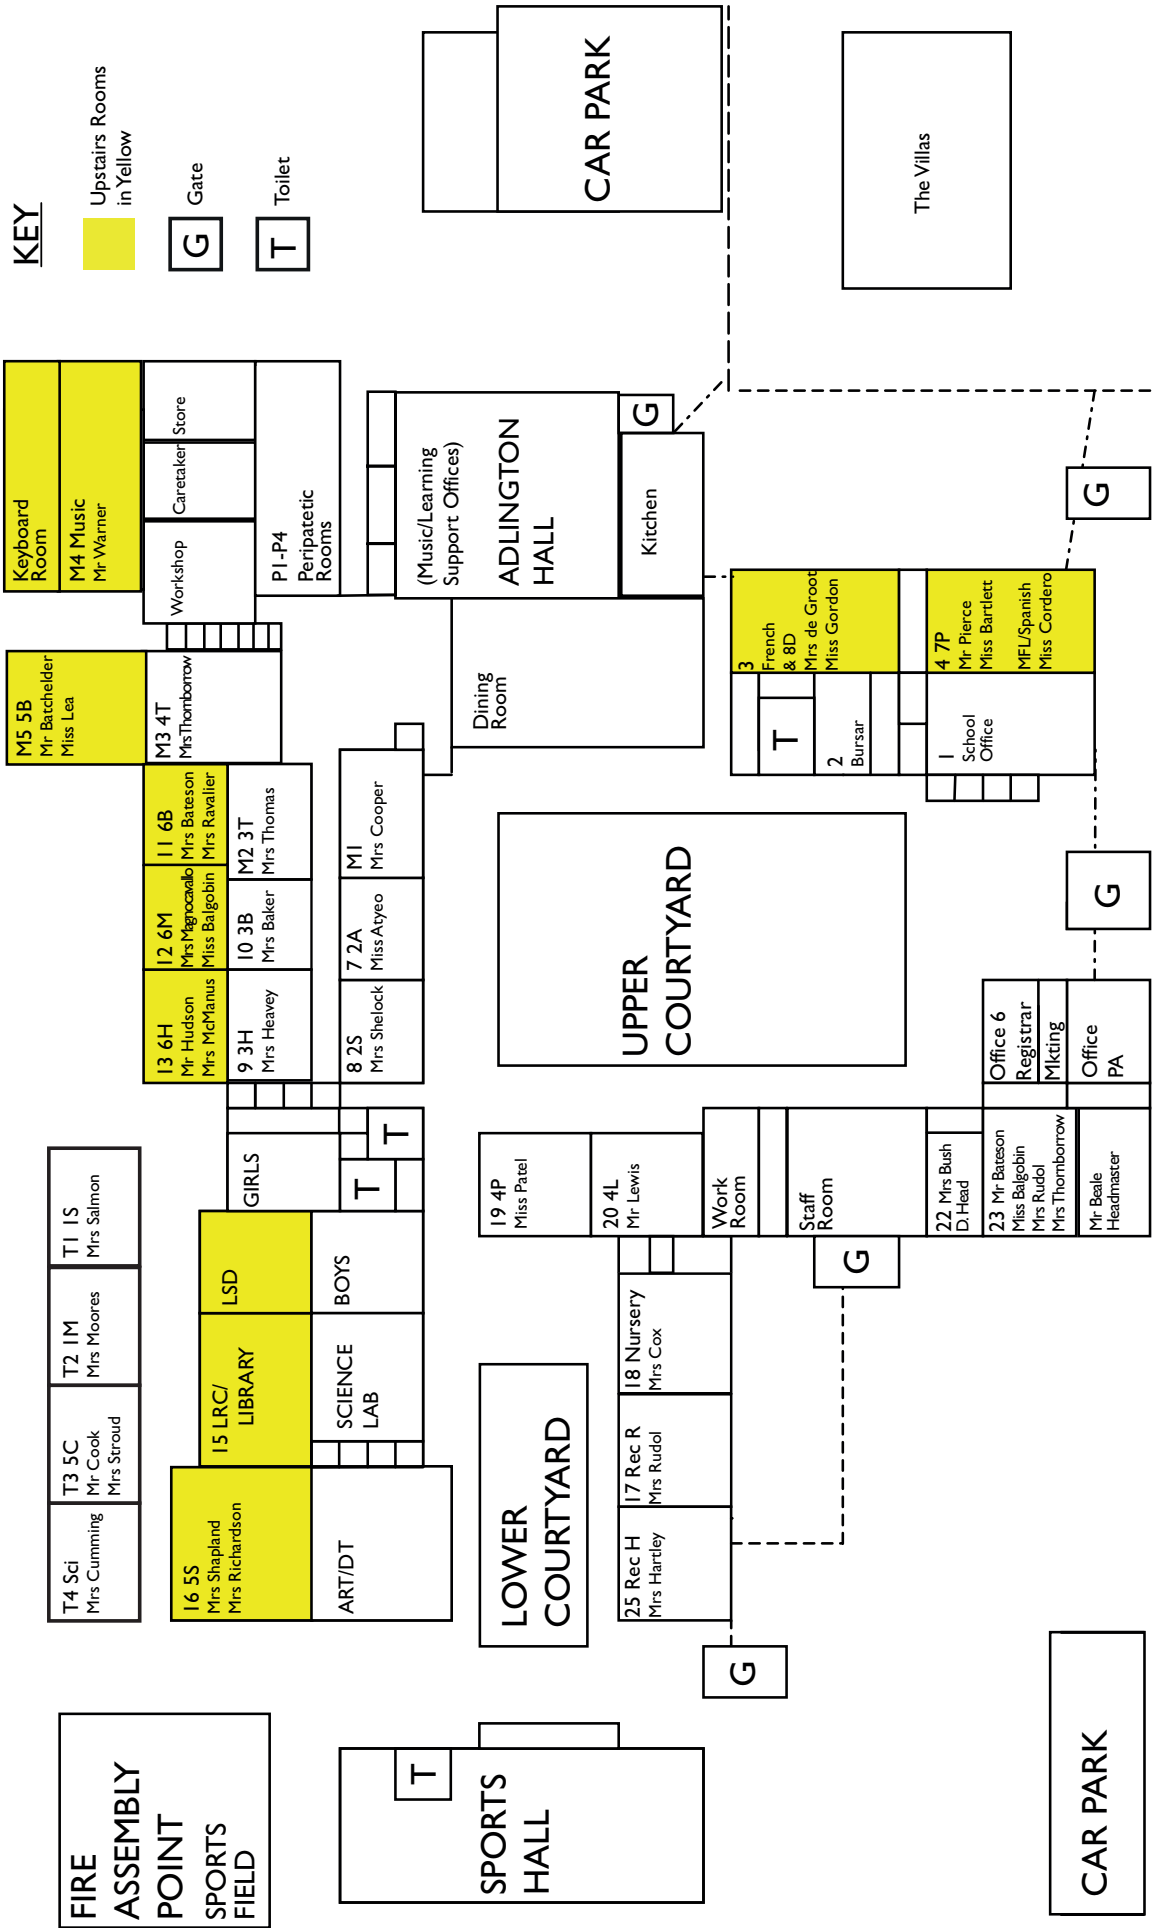 KEY
Upstairs Rooms
in Yellow
G
Gate
T
Toilet
FIRE
ASSEMBLY
POINT
SPORTS
FIELD
T4 Sci
Mrs Cumming
T3 5C
Mr Cook
Mrs Stroud
T2 1M
Mrs Moores
T1 1S
Mrs Salmon
M5 5B
Mr Batchelder
Miss Lea
Keyboard
Room
M4 Music
Mr Warner
M3 4T
Mrs Thornborrow
Workshop
Caretaker
Store
P1-P4
Peripatetic
Rooms
16 5S
Mrs Shapland
Mrs Richardson
15 LRC/
LIBRARY
LSD
GIRLS
13 6H
Mr Hudson
Mrs McManus
12 6M
Mrs Magnocavallo
Miss Balgobin
11 6B
Mrs Bateson
Mrs Ravalier
9 3H
Mrs Heavey
10 3B
Mrs Baker
M2 3T
Mrs Thomas
ART/DT
SCIENCE
LAB
BOYS
T
T
8 2S
Mrs Shelock
7 2A
Miss Atyeo
M1
Mrs Cooper
SPORTS
HALL
T
LOWER
COURTYARD
19 4P
Miss Patel
20 4L
Mr Lewis
UPPER
COURTYARD
Dining
Room
(Music/Learning
Support Offices)
ADLINGTON
HALL
Kitchen
G
CAR PARK
25 Rec H
Mrs Hartley
17 Rec R
Mrs Rudol
18 Nursery
Mrs Cox
Work
Room
Staff
Room
G
G
22 Mrs Bush
D. Head
23 Mr Bateson
Miss Balgobin
Mrs Rudol
Mrs Thornborrow
Mr Beale
Headmaster
Office 6
Registrar
Mkting
Office
PA
G
T
2
Bursar
1
School
Office
3
French
& 8D
Mrs de Groot
Miss Gordon
4 7P
Mr Pierce
Miss Bartlett
MFL/Spanish
Miss Cordero
G
The Villas
CAR PARK